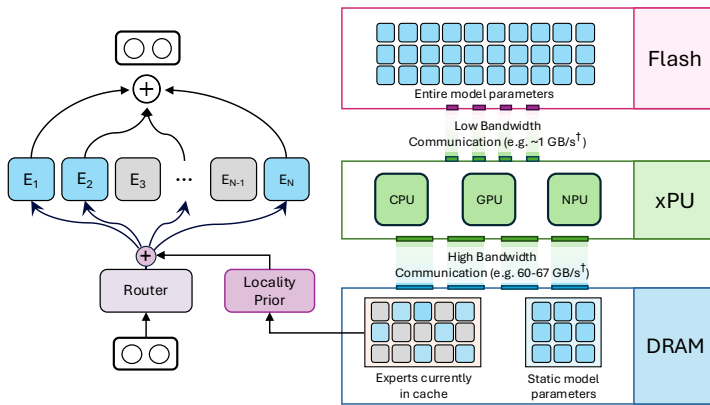 E1
E2
E3
...
EN-1
EN
+
+
Router
Locality
Prior
Flash
Entire model parameters
Low Bandwidth
Communication (e.g. ~1 GB/s†)
CPU
GPU
NPU
xPU
High Bandwidth
Communication (e.g. 60-67 GB/s†)
DRAM
Experts currently
in cache
Static model
parameters